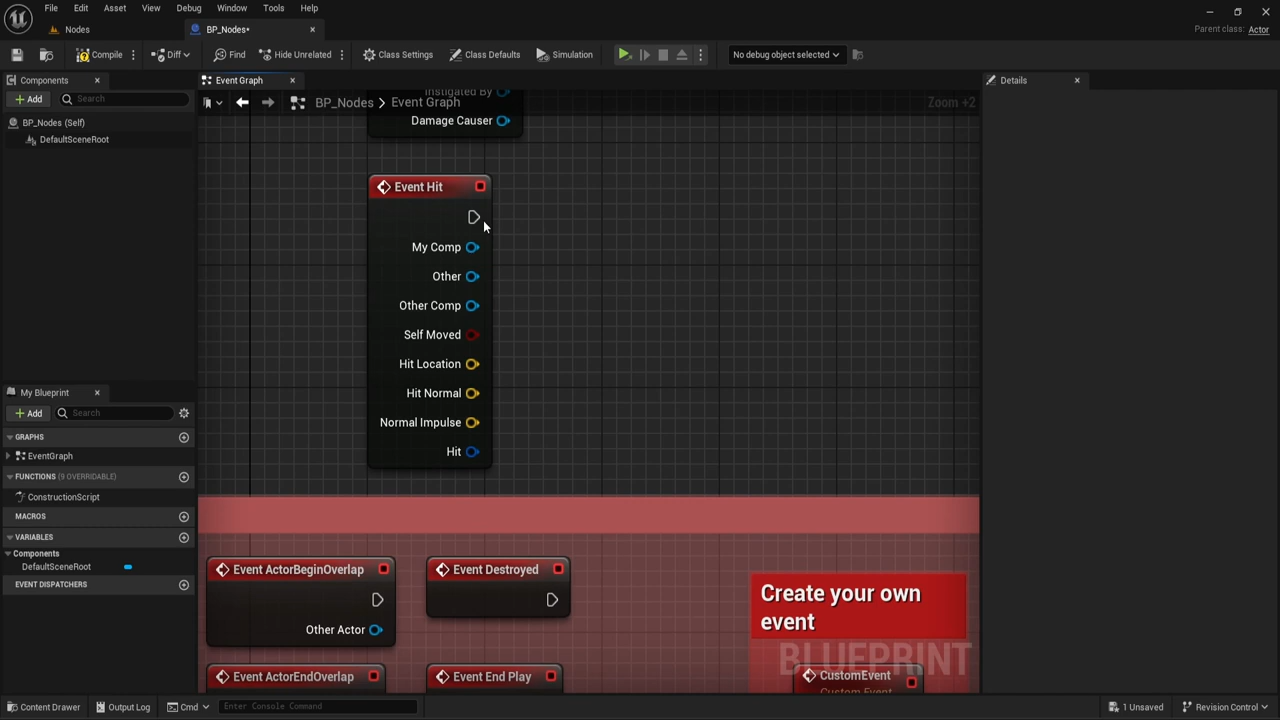 File Edit Asset View Debug Window Tools Help
Nodes BP_Nodes*
Parent class: Actor
Compile Diff Find Hide Unrelated Class Settings Class Defaults Simulation No debug object selected
Components
Add Search
BP_Nodes (Self)
DefaultSceneRoot
My Blueprint
Add Search
GRAPHS
EventGraph
FUNCTIONS (9 OVERRIDABLE)
ConstructionScript
MACROS
VARIABLES
Components
DefaultSceneRoot
EVENT DISPATCHERS
Event Graph
BP_Nodes > Event Graph
Zoom +2
Instigated By
Damage Causer
Event Hit
My Comp
Other
Other Comp
Self Moved
Hit Location
Hit Normal
Normal Impulse
Hit
Event ActorBeginOverlap
Other Actor
Event Destroyed
Event ActorEndOverlap
Event End Play
Create your own
event
BLUEPRINT
CustomEvent
Custom Event
Details
Content Drawer Output Log Cmd Enter Console Command 1 Unsaved Revision Control